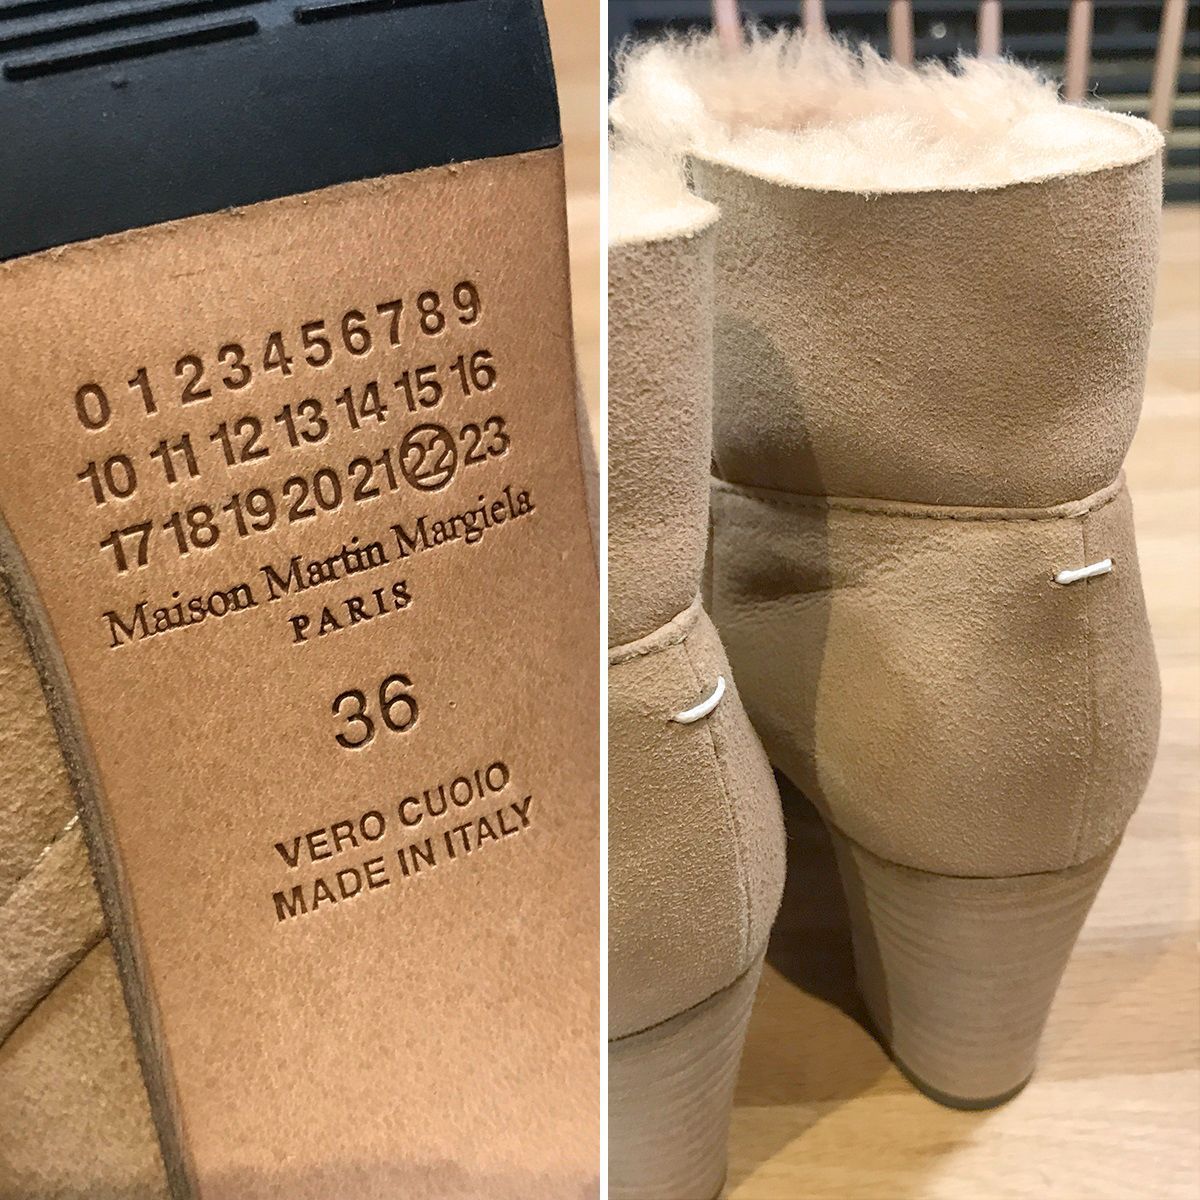 0 1 2 3 4 5 6 7 8 9
10 11 12 13 14 15 16
17 18 19 20 21 22 23
Maison Martin Margiela
PARIS
36
VERO CUOIO
MADE IN ITALY